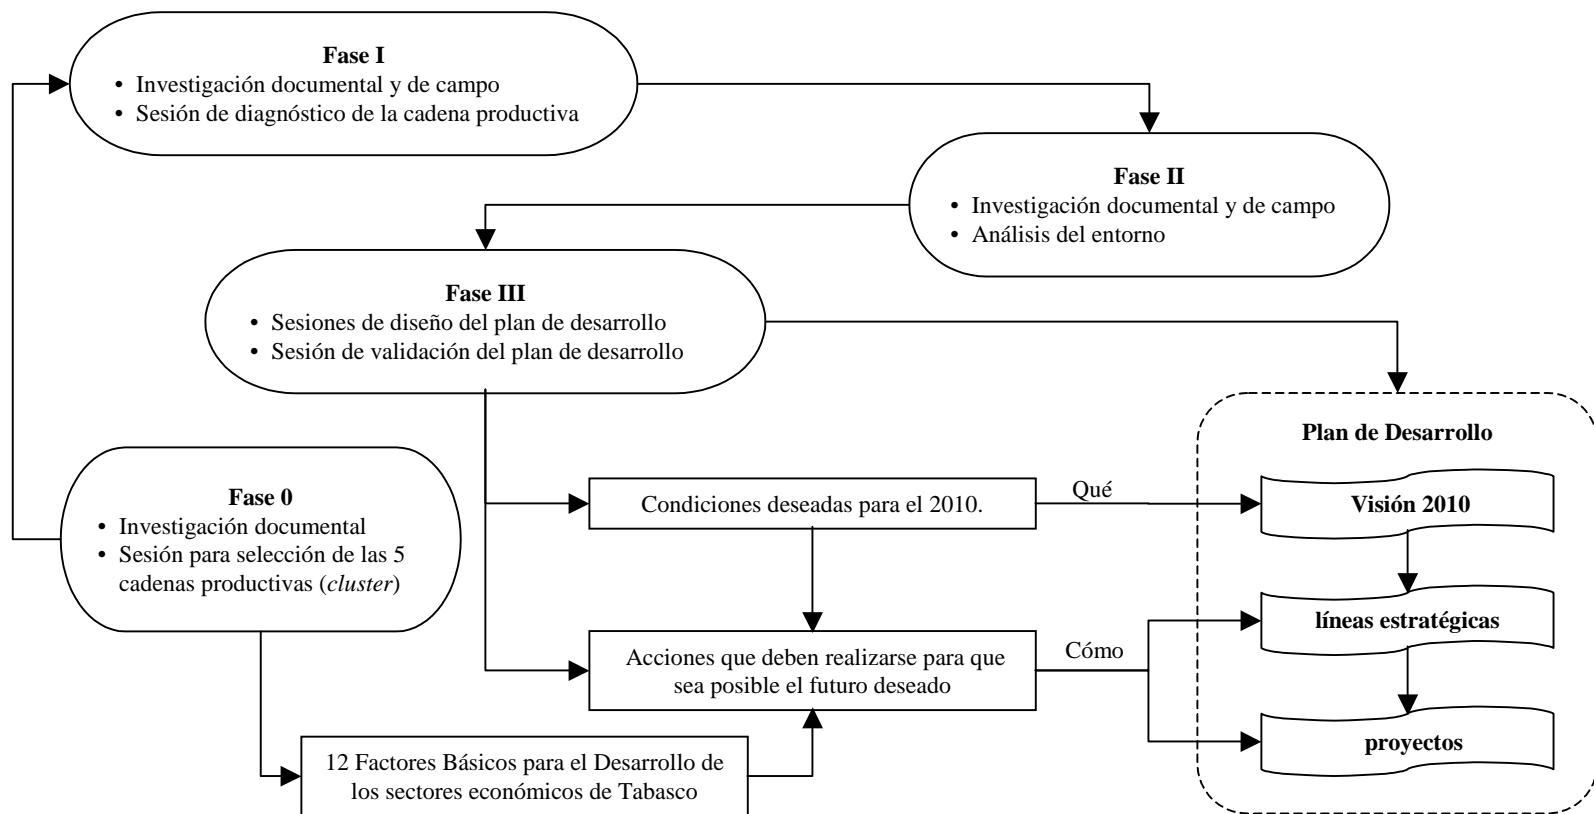 Fase I
• Investigación documental y de campo
• Sesión de diagnóstico de la cadena productiva
Fase II
• Investigación documental y de campo
• Análisis del entorno
Fase III
• Sesiones de diseño del plan de desarrollo
• Sesión de validación del plan de desarrollo
Fase 0
• Investigación documental
• Sesión para selección de las 5
cadenas productivas (cluster)
Condiciones deseadas para el 2010.
Qué
Acciones que deben realizarse para que
sea posible el futuro deseado
Cómo
12 Factores Básicos para el Desarrollo de
los sectores económicos de Tabasco
Plan de Desarrollo
Visión 2010
líneas estratégicas
proyectos